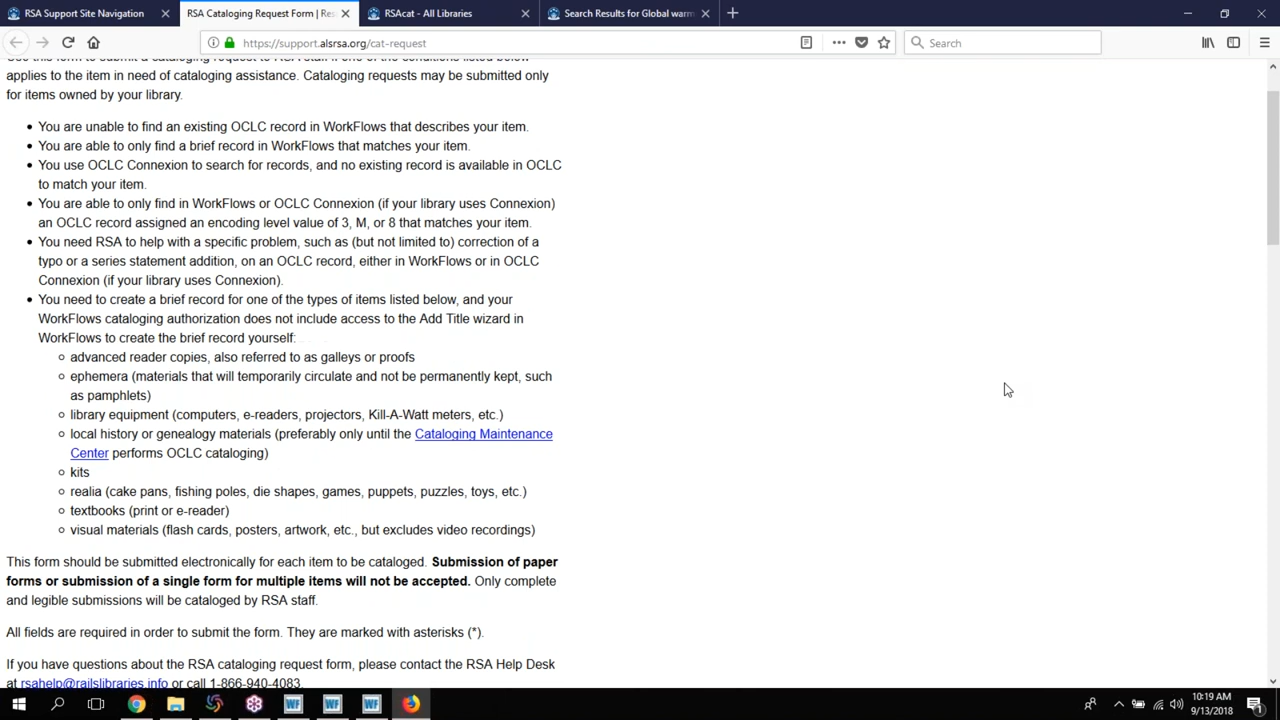 RSA Support Site Navigation
RSA Cataloging Request Form | Res
RSAcat - All Libraries
Search Results for Global warm
https://support.alsrsa.org/cat-request
Search
applies to the item in need of cataloging assistance. Cataloging requests may be submitted only
for items owned by your library.
You are unable to find an existing OCLC record in WorkFlows that describes your item.
You are able to only find a brief record in WorkFlows that matches your item.
You use OCLC Connexion to search for records, and no existing record is available in OCLC
to match your item.
You are able to only find in WorkFlows or OCLC Connexion (if your library uses Connexion)
an OCLC record assigned an encoding level value of 3, M, or 8 that matches your item.
You need RSA to help with a specific problem, such as (but not limited to) correction of a
typo or a series statement addition, on an OCLC record, either in WorkFlows or in OCLC
Connexion (if your library uses Connexion).
You need to create a brief record for one of the types of items listed below, and your
WorkFlows cataloging authorization does not include access to the Add Title wizard in
WorkFlows to create the brief record yourself:
advanced reader copies, also referred to as galleys or proofs
ephemera (materials that will temporarily circulate and not be permanently kept, such
as pamphlets)
library equipment (computers, e-readers, projectors, Kill-A-Watt meters, etc.)
local history or genealogy materials (preferably only until the Cataloging Maintenance
Center performs OCLC cataloging)
kits
realia (cake pans, fishing poles, die shapes, games, puppets, puzzles, toys, etc.)
textbooks (print or e-reader)
visual materials (flash cards, posters, artwork, etc., but excludes video recordings)
This form should be submitted electronically for each item to be cataloged. Submission of paper
forms or submission of a single form for multiple items will not be accepted. Only complete
and legible submissions will be cataloged by RSA staff.
All fields are required in order to submit the form. They are marked with asterisks (*).
If you have questions about the RSA cataloging request form, please contact the RSA Help Desk
at rsahelp@railslibraries.info or call 1-866-940-4083.
WF WF WF
10:19 AM
9/13/2018
1